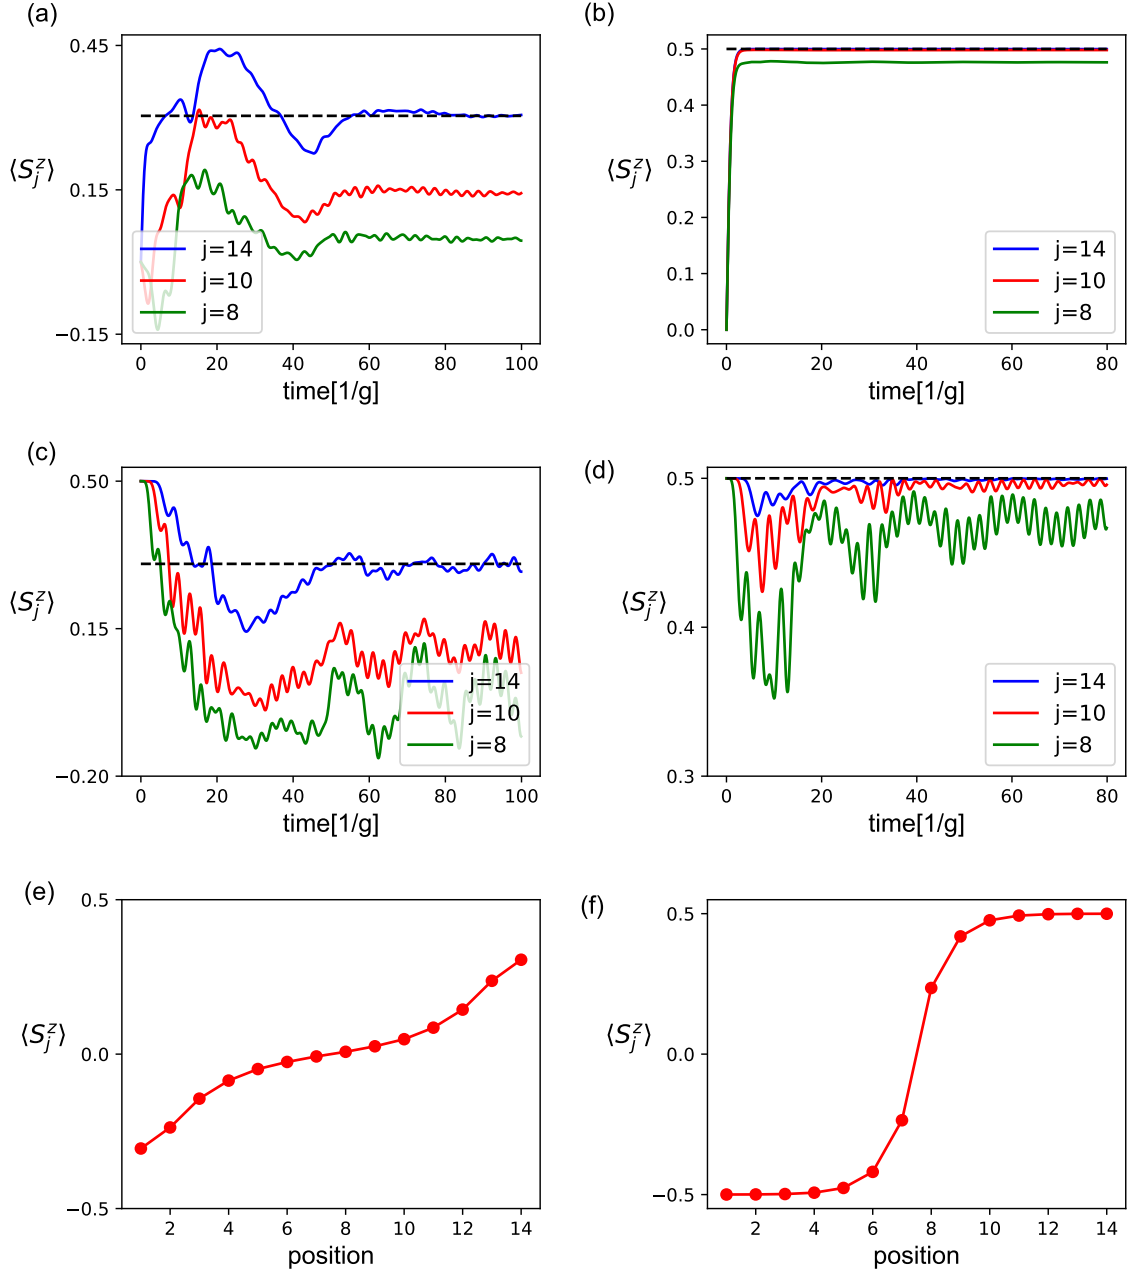 (a)
0.45
0.15
−0.15
⟨S_j^z⟩
j=14
j=10
j=8
0 20 40 60 80 100
time[1/g]
(b)
0.5
0.4
0.3
0.5
0.1
0.0
⟨S_j^z⟩
j=14
j=10
j=8
0 20 40 60 80
time[1/g]
(c)
0.50
0.15
−0.20
⟨S_j^z⟩
j=14
j=10
j=8
0 20 40 60 80 100
time[1/g]
(d)
0.5
0.4
0.3
⟨S_j^z⟩
j=14
j=10
j=8
0 20 40 60 80
time[1/g]
(e)
0.5
0.0
−0.5
⟨S_j^z⟩
2 4 6 8 10 12 14
position
(f)
0.5
0.0
−0.5
⟨S_j^z⟩
2 4 6 8 10 12 14
position